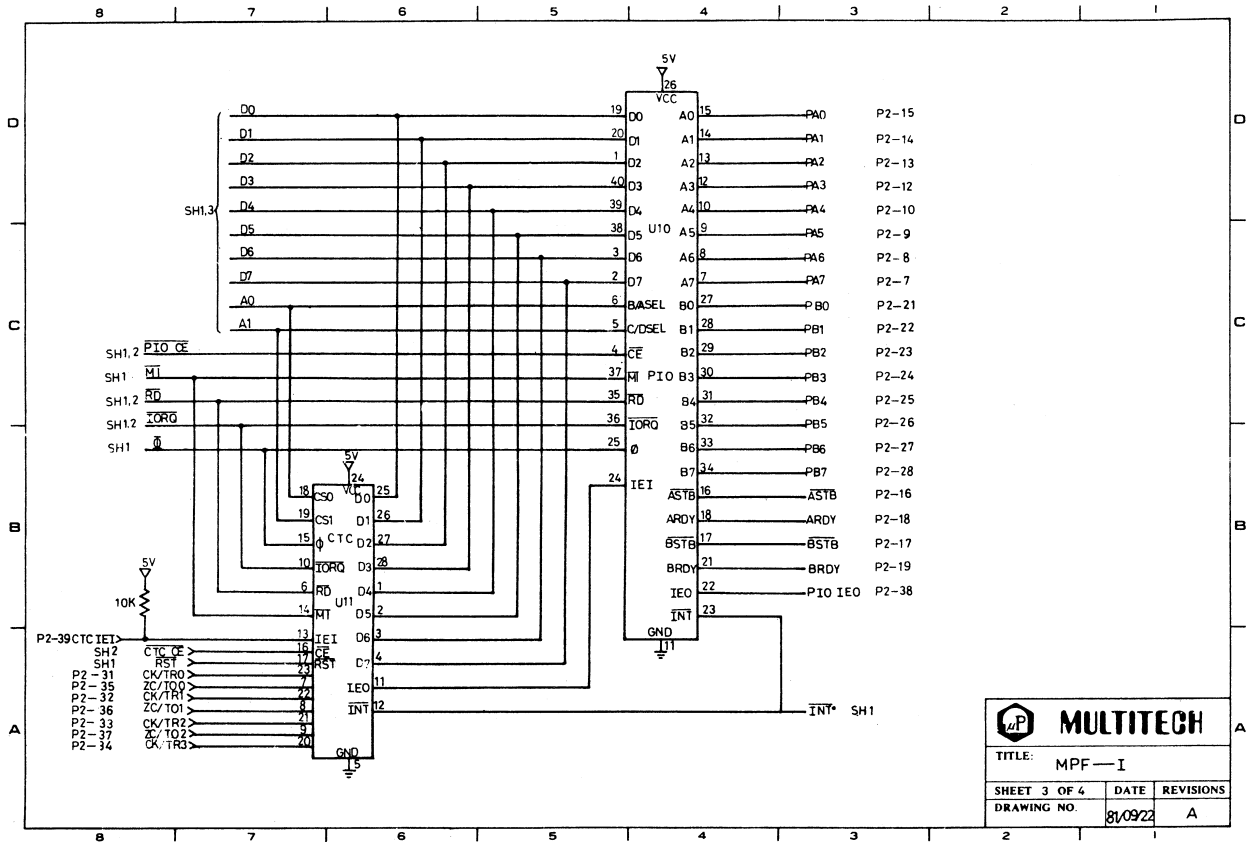 8 7 6 5 4 3 2 1
D
C
B
A
5V
26
VCC
D0 19 D0 A0 15 PA0 P2-15
D1 20 D1 A1 14 PA1 P2-14
D2 1 D2 A2 13 PA2 P2-13
D3 40 D3 A3 12 PA3 P2-12
D4 39 D4 A4 10 PA4 P2-10
SH1,3
D5 38 D5 U10 A5 9 PA5 P2-9
D6 3 D6 A6 8 PA6 P2-8
D7 2 D7 A7 7 PA7 P2-7
A0 6 B/ASEL B0 27 PB0 P2-21
A1 5 C/DSEL B1 28 PB1 P2-22
SH1,2 PIO CE 4 CE B2 29 PB2 P2-23
SH1 M1 37 M1 PIO B3 30 PB3 P2-24
SH1,2 RD 35 RD B4 31 PB4 P2-25
SH1,2 IORQ 36 IORQ B5 32 PB5 P2-26
SH1 Φ 25 Ø B6 33 PB6 P2-27
B7 34 PB7 P2-28
24 IEI
ASTB 16 ASTB P2-16
ARDY 18 ARDY P2-18
BSTB 17 BSTB P2-17
BRDY 21 BRDY P2-19
IEO 22 PIO IEO P2-38
INT 23
GND
11
5V
24
VCC
18 CS0 D0 25
19 CS1 D1 26
15 ϕ CTC D2 27
10 IORQ D3 28
6 RD D4 1
U11
14 M1 D5 2
5V
10K
P2-39 CTC IEI 13 IEI D6 3
SH2 CTC CE 16 CE
SH1 RST 17 RST D7 4
P2-31 CK/TR0 23
P2-35 ZC/TO0 7 IEO 11
P2-32 CK/TR1 22
P2-36 ZC/TO1 8 INT 12 INT* SH1
P2-33 CK/TR2 21
P2-37 ZC/TO2 9
P2-34 CK/TR3 20
GND
5
µP MULTITECH
TITLE: MPF—I
SHEET 3 OF 4 DATE REVISIONS
DRAWING NO. 81/09/22 A
8 7 6 5 4 3 2 1